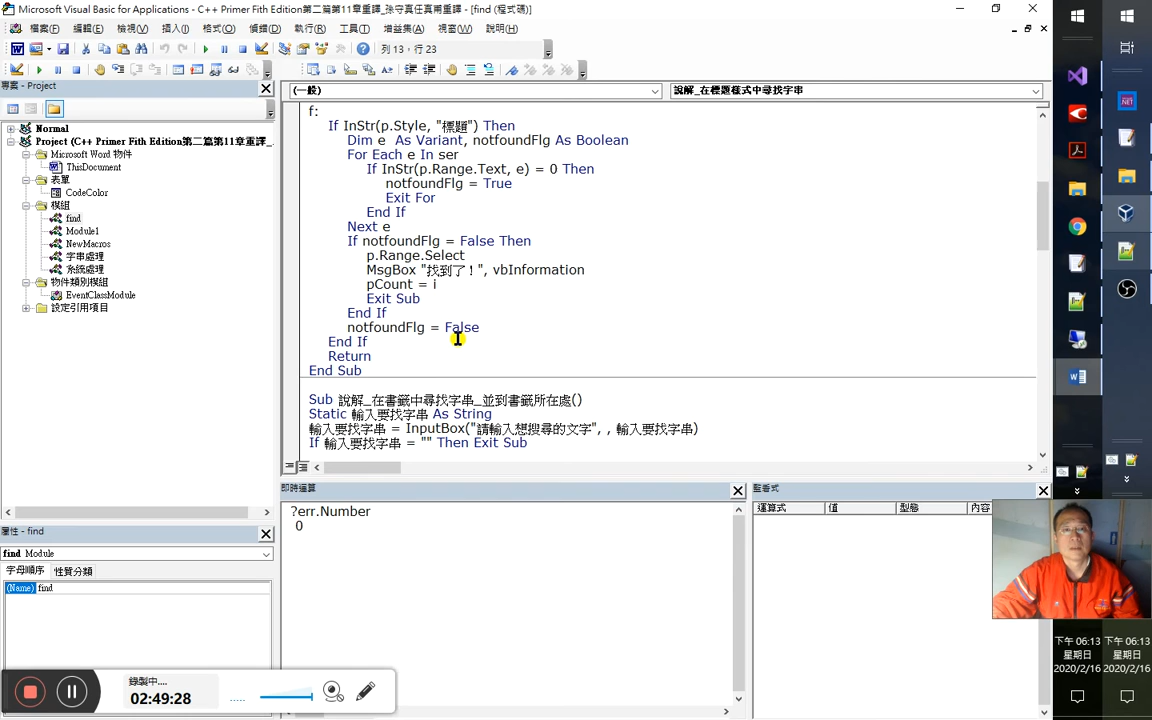 Microsoft Visual Basic for Applications - C++ Primer Fith Edition第二篇第11章重譯_孫守真任真甫重譯 - [find (程式碼)]
檔案(F) 編輯(E) 檢視(V) 插入(I) 格式(O) 偵錯(D) 執行(R) 工具(T) 增益集(A) 視窗(W) 說明(H)
列 13，行 23
專案 - Project
Normal
Project (C++ Primer Fith Edition第二篇第11章重譯_
Microsoft Word 物件
ThisDocument
表單
CodeColor
模組
find
Module1
NewMacros
字串處理
系統處理
物件類別模組
EventClassModule
設定引用項目
屬性 - find
find Module
字母順序 性質分類
(Name) find
(一般) 說解_在標題樣式中尋找字串
f:
If InStr(p.Style, "標題") Then
Dim e  As Variant, notfoundFlg As Boolean
For Each e In ser
If InStr(p.Range.Text, e) = 0 Then
notfoundFlg = True
Exit For
End If
Next e
If notfoundFlg = False Then
p.Range.Select
MsgBox "找到了！", vbInformation
pCount = i
Exit Sub
End If
notfoundFlg = False
End If
Return
End Sub
Sub 說解_在書籤中尋找字串_並到書籤所在處()
Static 輸入要找字串 As String
輸入要找字串 = InputBox("請輸入想搜尋的文字", , 輸入要找字串)
If 輸入要找字串 = "" Then Exit Sub
即時運算
?err.Number
0
監看式
運算式 值 型態 內容
錄製中....
02:49:28
下午 06:13 下午 06:13
星期日 星期日
2020/2/16 2020/2/16